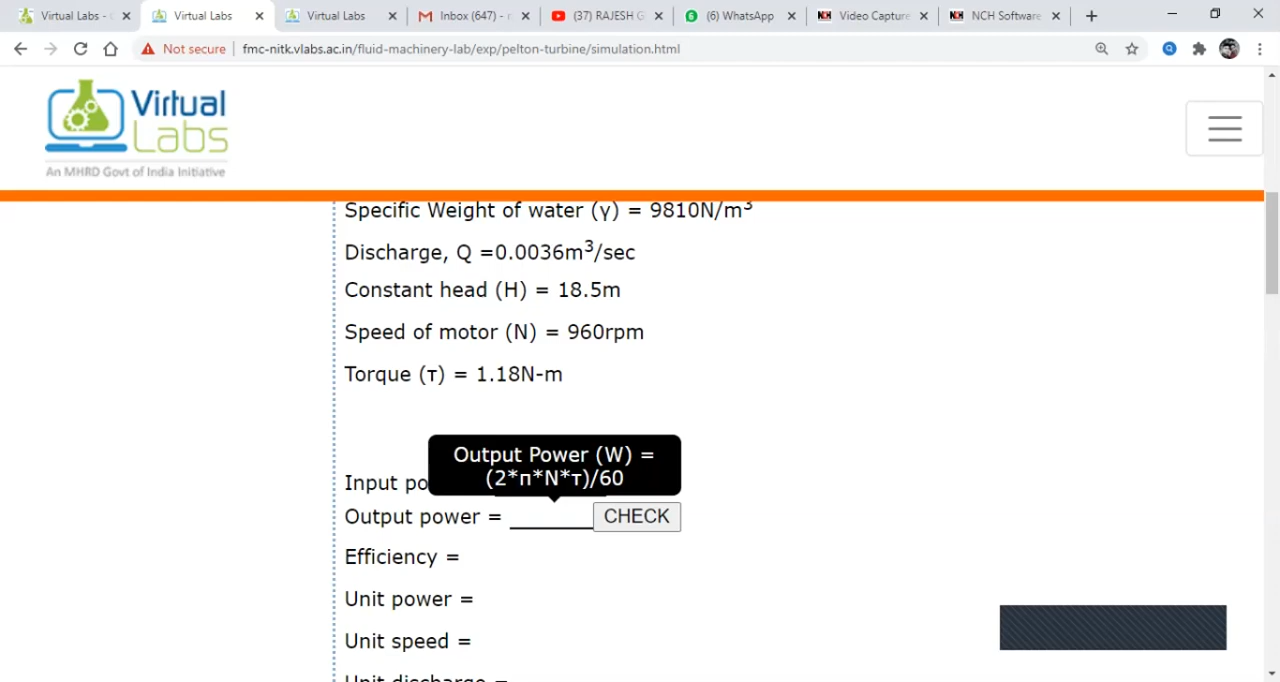 Virtual Labs -
Virtual Labs
Virtual Labs
Inbox (647) -
(37) RAJESH G
(6) WhatsApp
Video Capture
NCH Software
Not secure
fmc-nitk.vlabs.ac.in/fluid-machinery-lab/exp/pelton-turbine/simulation.html
Virtual
Labs
An MHRD Govt of India Initiative
Specific Weight of water (γ) = 9810N/m³
Discharge, Q =0.0036m³/sec
Constant head (H) = 18.5m
Speed of motor (N) = 960rpm
Torque (τ) = 1.18N-m
Output Power (W) =
(2*п*N*τ)/60
Input po
Output power = ________ CHECK
Efficiency =
Unit power =
Unit speed =
Unit discharge =